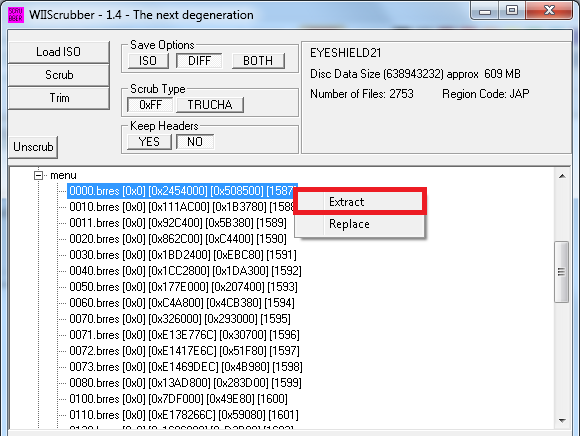 WIIScrubber - 1.4 - The next degeneration
Load ISO
Scrub
Trim
Unscrub
Save Options
ISO DIFF BOTH
Scrub Type
0xFF TRUCHA
Keep Headers
YES NO
EYESHIELD21
Disc Data Size (638943232) approx 609 MB
Number of Files: 2753 Region Code: JAP
menu
0000.brres [0x0] [0x2454000] [0x508500] [1587]
0010.brres [0x0] [0x111AC00] [0x1B3780] [1588
0011.brres [0x0] [0x92C400] [0x5B380] [1589]
0020.brres [0x0] [0x862C00] [0xC4400] [1590]
0030.brres [0x0] [0x1BD2400] [0xEBC80] [1591]
0040.brres [0x0] [0x1CC2800] [0x1DA300] [1592]
0050.brres [0x0] [0x177E000] [0x207400] [1593]
0060.brres [0x0] [0xC4A800] [0x4CB380] [1594]
0070.brres [0x0] [0x326000] [0x293000] [1595]
0071.brres [0x0] [0xE13E776C] [0x30700] [1596]
0072.brres [0x0] [0xE1417E6C] [0x51F80] [1597]
0073.brres [0x0] [0xE1469DEC] [0x4B980] [1598]
0080.brres [0x0] [0x13AD800] [0x283D00] [1599]
0100.brres [0x0] [0x7DF000] [0x49E80] [1600]
0110.brres [0x0] [0xE178266C] [0x59080] [1601]
Extract
Replace